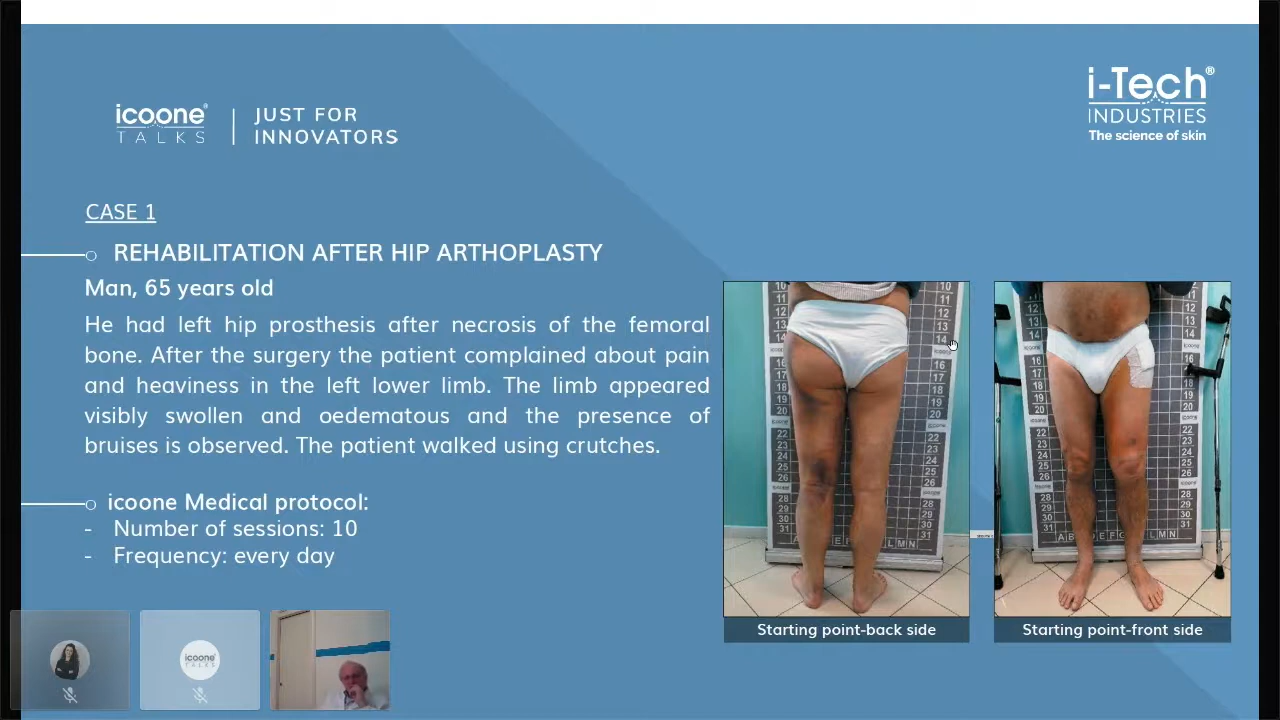 icoone®
TALKS
JUST FOR
INNOVATORS
i-Tech®
INDUSTRIES
The science of skin
CASE 1
REHABILITATION AFTER HIP ARTHOPLASTY
Man, 65 years old
He had left hip prosthesis after necrosis of the femoral
bone. After the surgery the patient complained about pain
and heaviness in the left lower limb. The limb appeared
visibly swollen and oedematous and the presence of
bruises is observed. The patient walked using crutches.
icoone Medical protocol:
- Number of sessions: 10
- Frequency: every day
Starting point-back side
Starting point-front side
icoone
TALKS